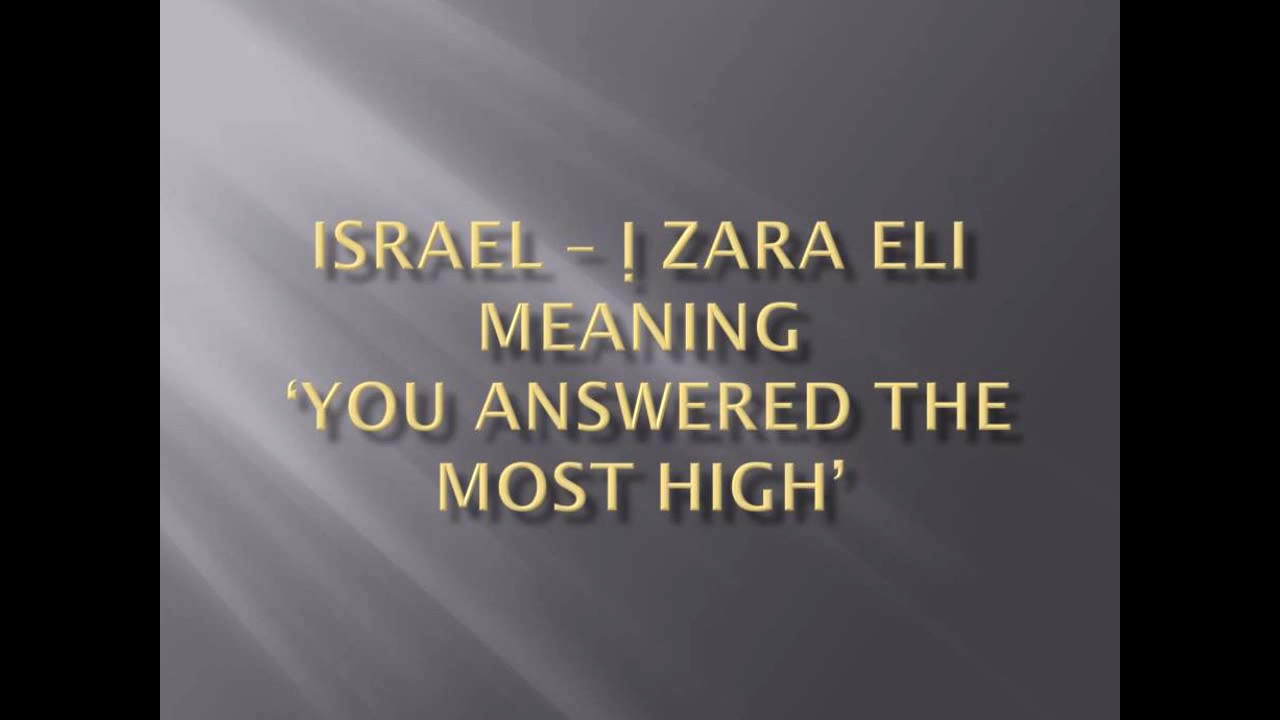 ISRAEL – Ị ZARA ELI
MEANING
‘YOU ANSWERED THE
MOST HIGH’